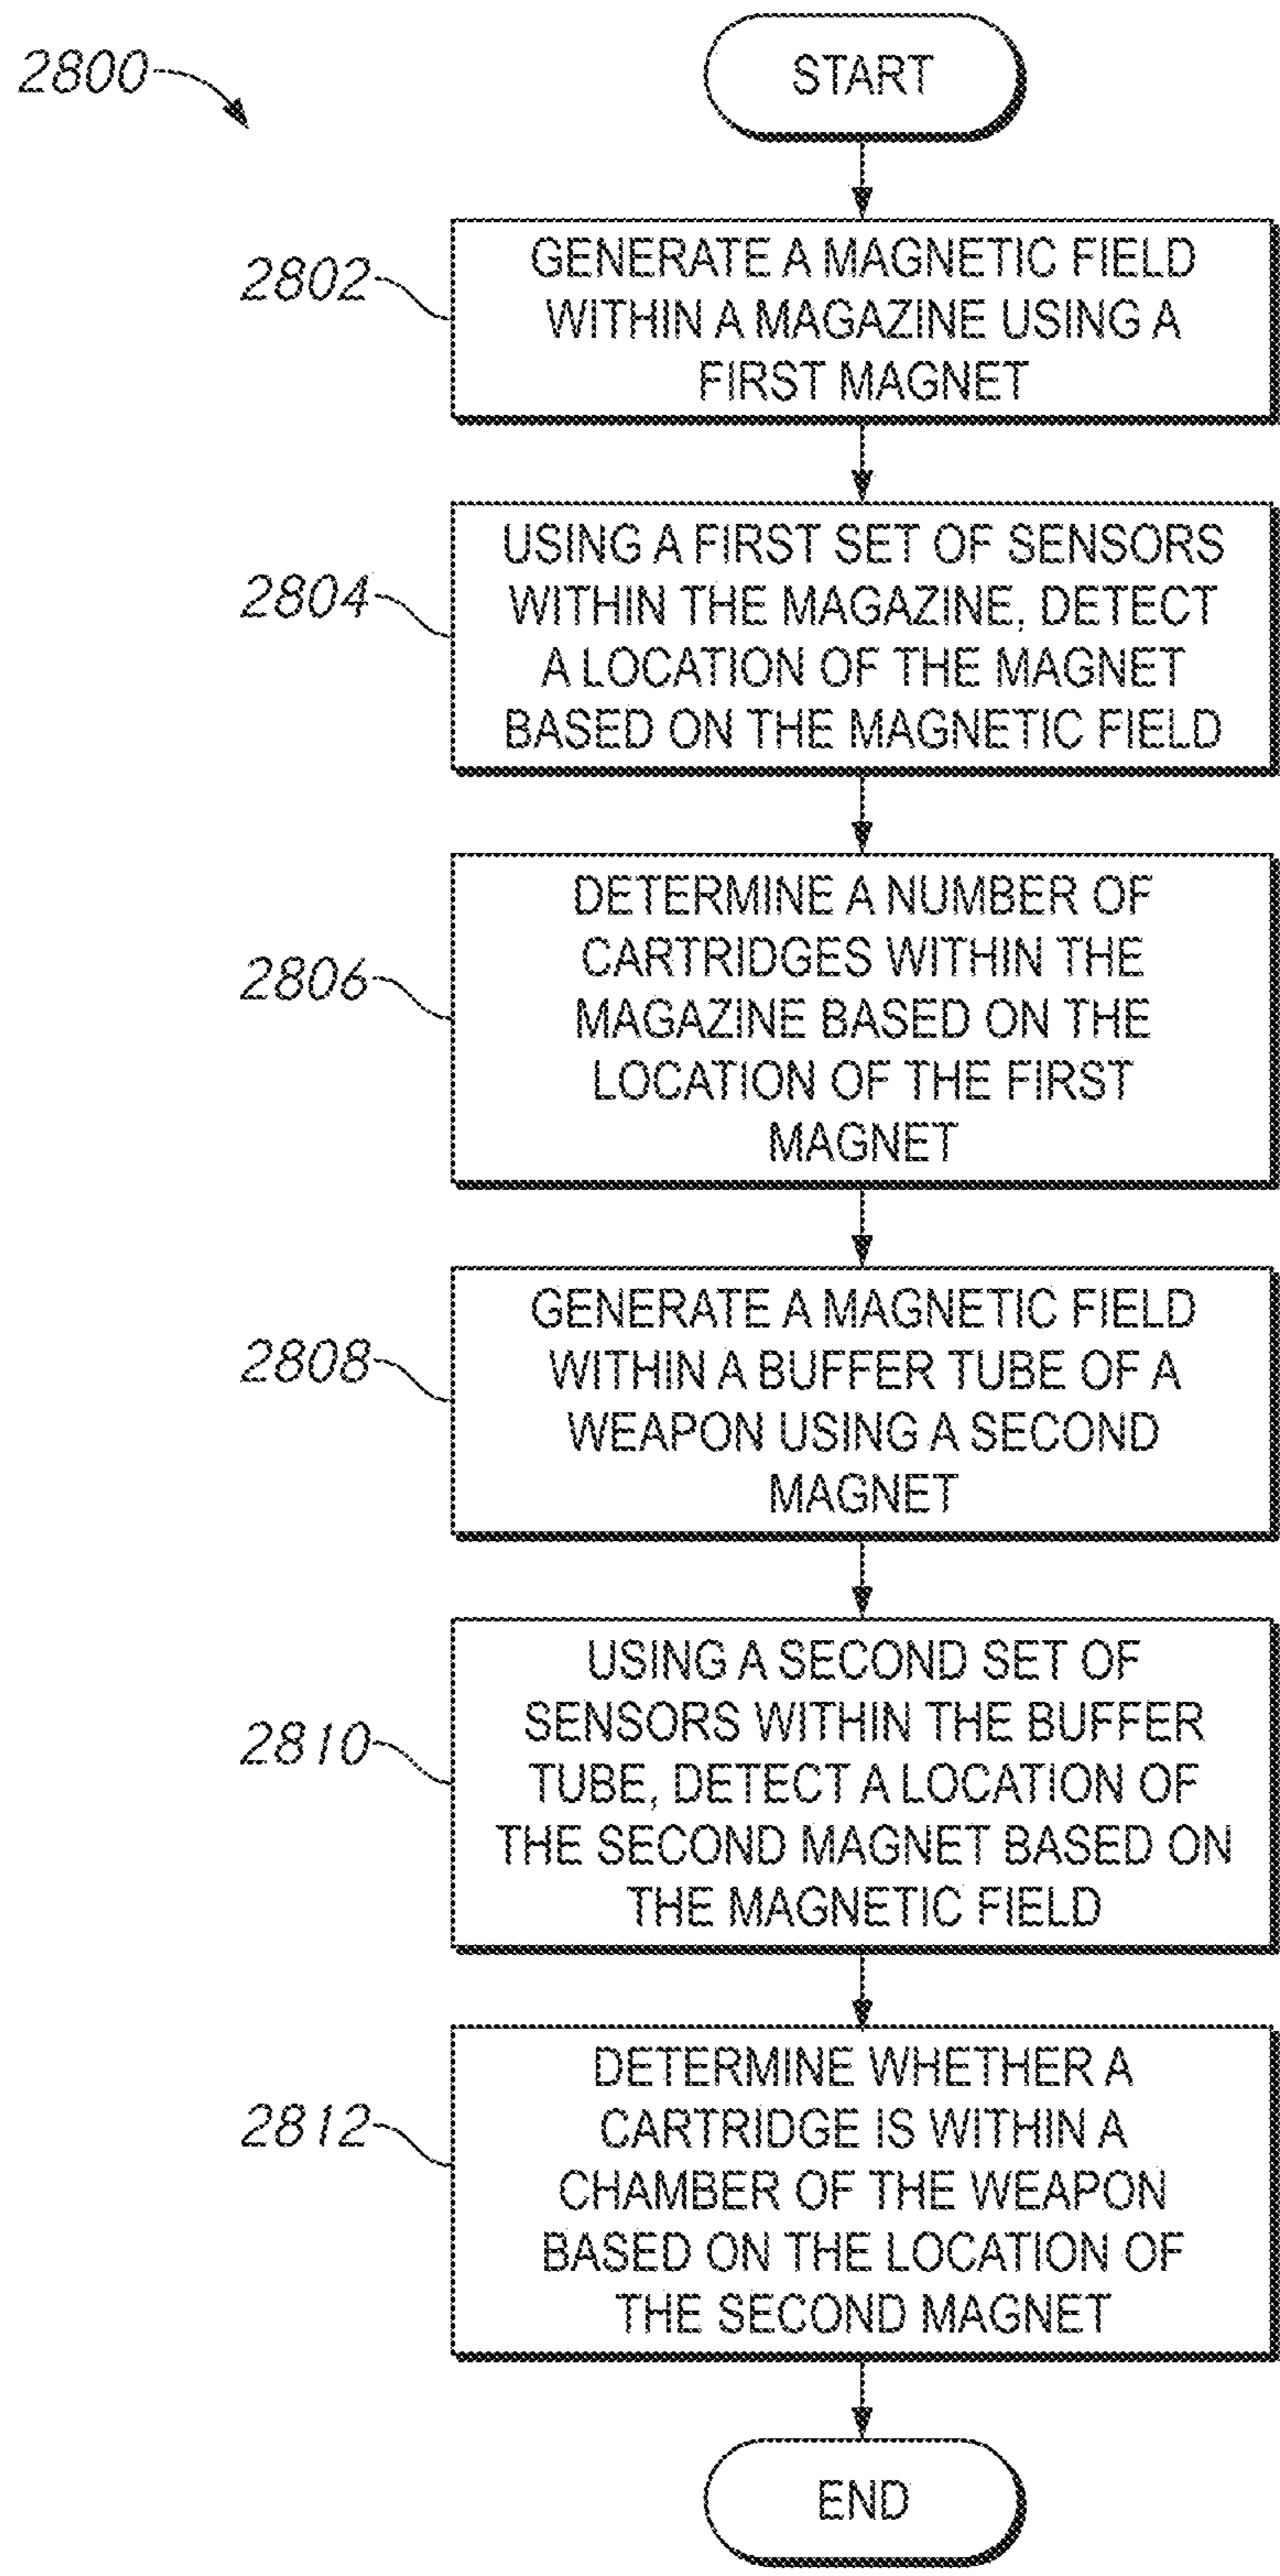 2800
START
2802
GENERATE A MAGNETIC FIELD
WITHIN A MAGAZINE USING A
FIRST MAGNET
2804
USING A FIRST SET OF SENSORS
WITHIN THE MAGAZINE, DETECT
A LOCATION OF THE MAGNET
BASED ON THE MAGNETIC FIELD
2806
DETERMINE A NUMBER OF
CARTRIDGES WITHIN THE
MAGAZINE BASED ON THE
LOCATION OF THE FIRST
MAGNET
2808
GENERATE A MAGNETIC FIELD
WITHIN A BUFFER TUBE OF A
WEAPON USING A SECOND
MAGNET
2810
USING A SECOND SET OF
SENSORS WITHIN THE BUFFER
TUBE, DETECT A LOCATION OF
THE SECOND MAGNET BASED ON
THE MAGNETIC FIELD
2812
DETERMINE WHETHER A
CARTRIDGE IS WITHIN A
CHAMBER OF THE WEAPON
BASED ON THE LOCATION OF
THE SECOND MAGNET
END